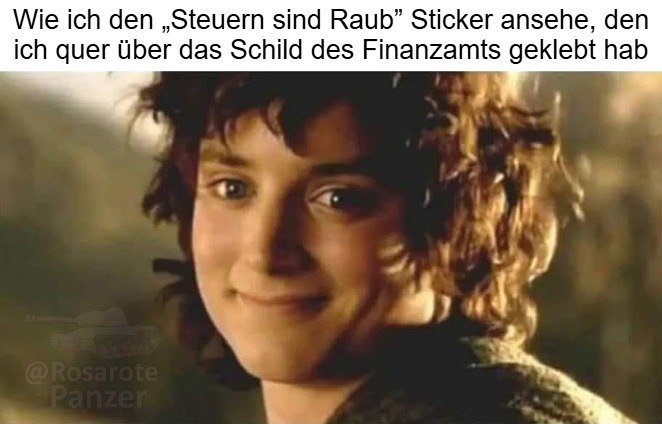 Wie ich den „Steuern sind Raub” Sticker ansehe, den
ich quer über das Schild des Finanzamts geklebt hab
@Rosarote
Panzer